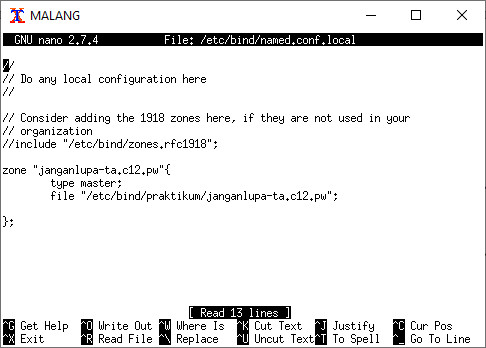 MALANG
GNU nano 2.7.4 File: /etc/bind/named.conf.local
//
// Do any local configuration here
//
// Consider adding the 1918 zones here, if they are not used in your
// organization
//include "/etc/bind/zones.rfc1918";
zone "janganlupa-ta.c12.pw"{
type master;
file "/etc/bind/praktikum/janganlupa-ta.c12.pw";
};
[ Read 13 lines ]
^G Get Help ^O Write Out ^W Where Is ^K Cut Text ^J Justify ^C Cur Pos
^X Exit ^R Read File ^\ Replace ^U Uncut Text ^T To Spell ^_ Go To Line